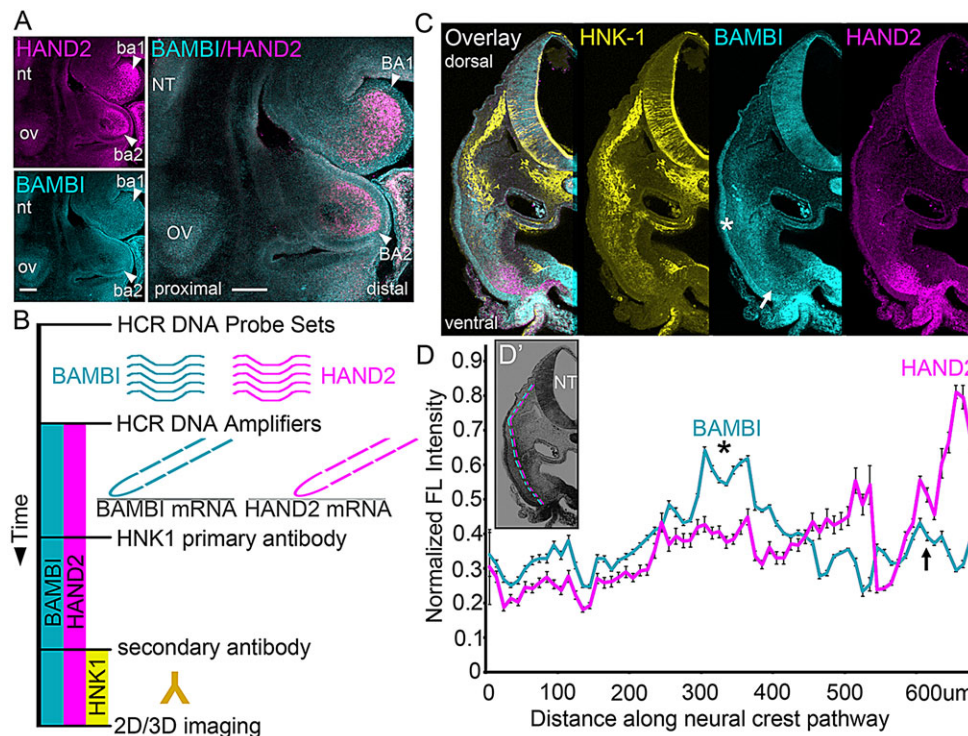 A
HAND2
ba1
nt
ov
ba2
BAMBI
ba1
nt
ov
ba2
BAMBI/HAND2
NT
BA1
OV
BA2
proximal
distal
B
HCR DNA Probe Sets
BAMBI
HAND2
HCR DNA Amplifiers
BAMBI mRNA
HAND2 mRNA
Time
HNK1 primary antibody
BAMBI
HAND2
secondary antibody
HNK1
2D/3D imaging
C
Overlay
HNK-1
BAMBI
HAND2
dorsal
*
ventral
D
D'
NT
HAND2
BAMBI
*
Normalized FL Intensity
0.9
0.8
0.7
0.6
0.5
0.4
0.3
0.2
0.1
0
0 100 200 300 400 500 600um
Distance along neural crest pathway